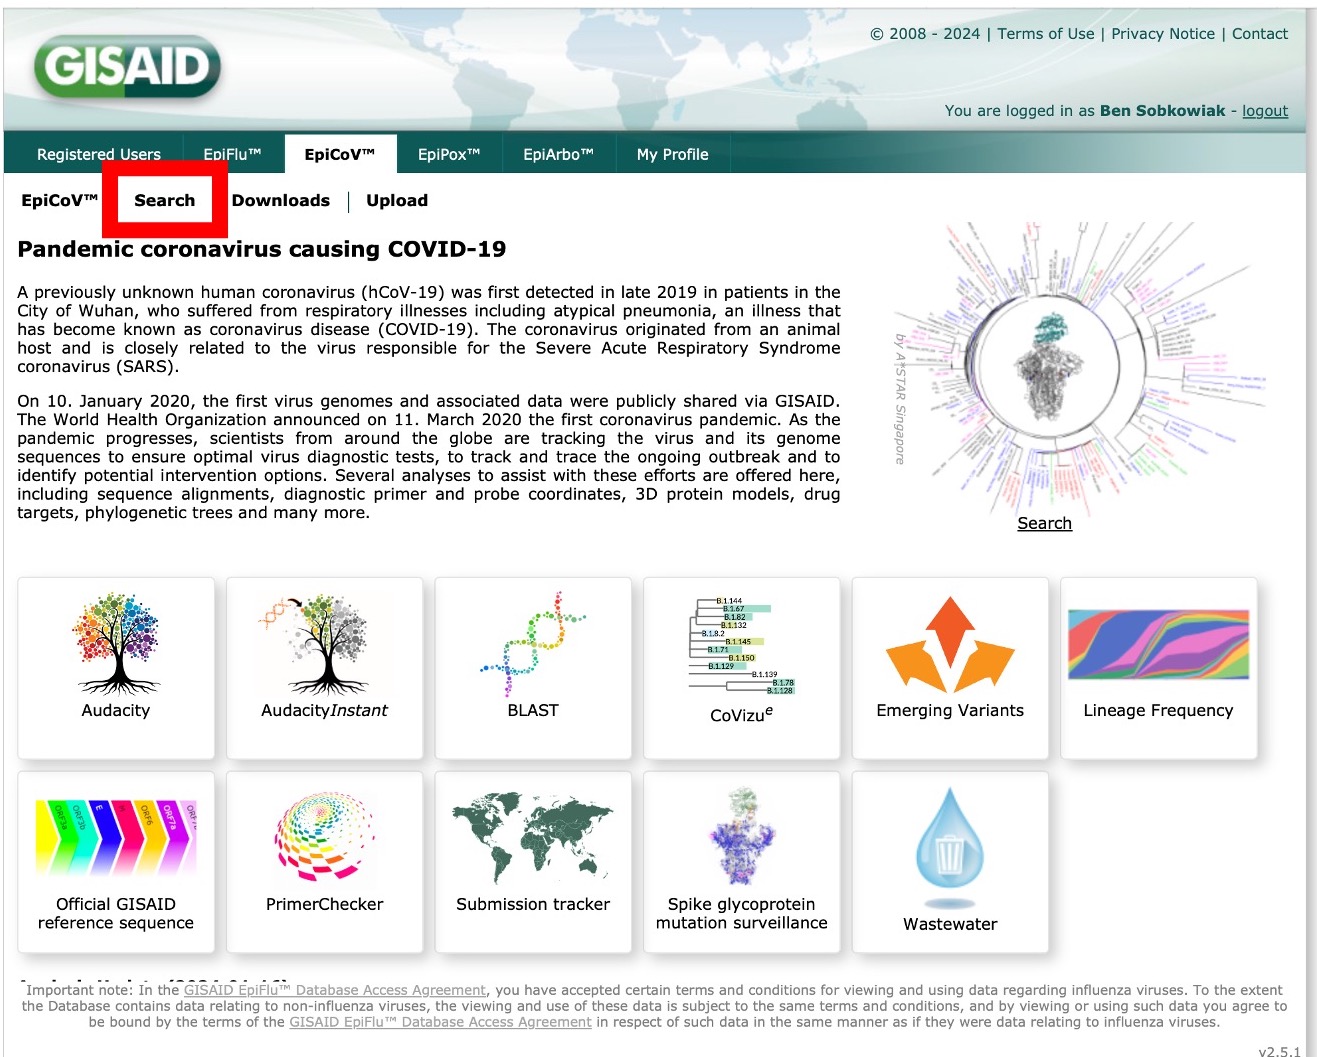 GISAID
© 2008 - 2024 | Terms of Use | Privacy Notice | Contact
You are logged in as Ben Sobkowiak - logout
Registered Users EpiFlu™ EpiCoV™ EpiPox™ EpiArbo™ My Profile
EpiCoV™ Search Downloads | Upload
Pandemic coronavirus causing COVID-19
A previously unknown human coronavirus (hCoV-19) was first detected in late 2019 in patients in the
City of Wuhan, who suffered from respiratory illnesses including atypical pneumonia, an illness that
has become known as coronavirus disease (COVID-19). The coronavirus originated from an animal
host and is closely related to the virus responsible for the Severe Acute Respiratory Syndrome
coronavirus (SARS).
On 10. January 2020, the first virus genomes and associated data were publicly shared via GISAID.
The World Health Organization announced on 11. March 2020 the first coronavirus pandemic. As the
pandemic progresses, scientists from around the globe are tracking the virus and its genome
sequences to ensure optimal virus diagnostic tests, to track and trace the ongoing outbreak and to
identify potential intervention options. Several analyses to assist with these efforts are offered here,
including sequence alignments, diagnostic primer and probe coordinates, 3D protein models, drug
targets, phylogenetic trees and many more.
by A*STAR Singapore
Search
Audacity
AudacityInstant
BLAST
B.1.144
B.1.67
B.1.82
B.1.132
B.1.8.2
B.1.145
B.1.71
B.1.150
B.1.129
B.1.139
B.1.78
B.1.128
CoVizuᵉ
Emerging Variants
Lineage Frequency
ORF3a ORF3b E ORF6 ORF7a
Official GISAID
reference sequence
PrimerChecker
Submission tracker
Spike glycoprotein
mutation surveillance
Wastewater
Important note: In the GISAID EpiFlu™ Database Access Agreement, you have accepted certain terms and conditions for viewing and using data regarding influenza viruses. To the extent
the Database contains data relating to non-influenza viruses, the viewing and use of these data is subject to the same terms and conditions, and by viewing or using such data you agree to
be bound by the terms of the GISAID EpiFlu™ Database Access Agreement in respect of such data in the same manner as if they were data relating to influenza viruses.
v2.5.1